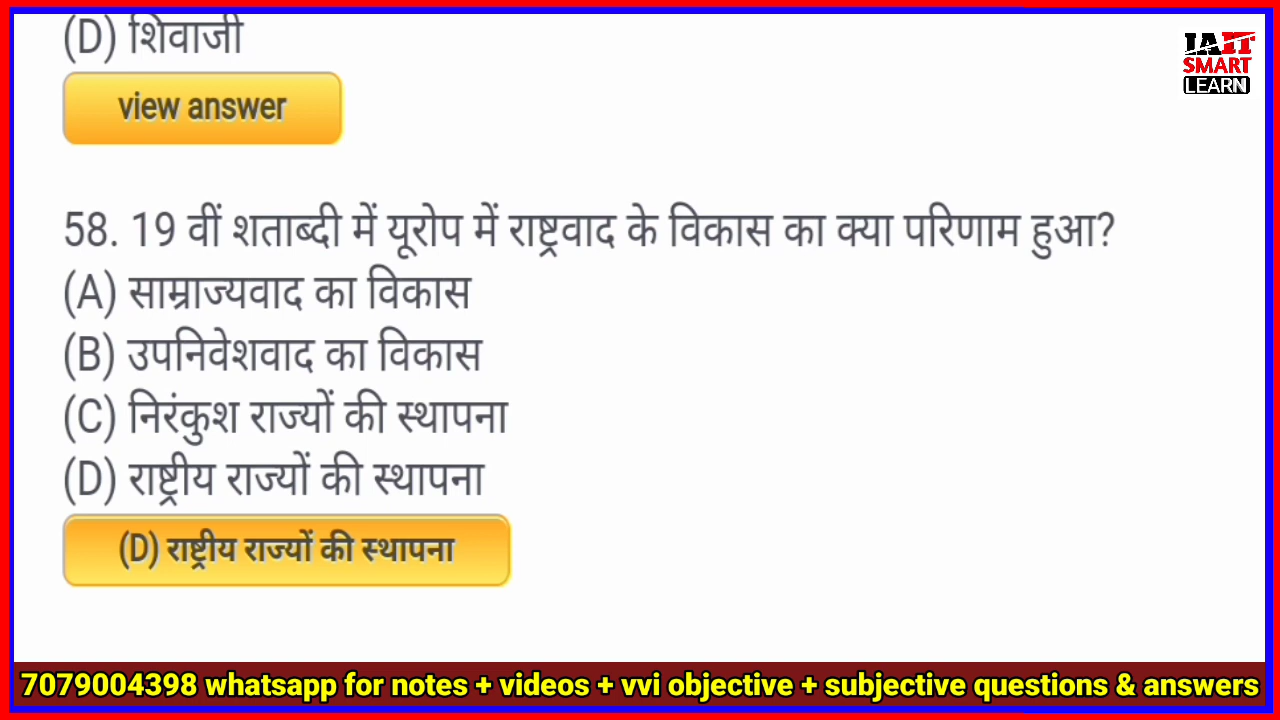 (D) शिवाजी
IAIT
SMART
LEARN
view answer
58. 19 वीं शताब्दी में यूरोप में राष्ट्रवाद के विकास का क्या परिणाम हुआ?
(A) साम्राज्यवाद का विकास
(B) उपनिवेशवाद का विकास
(C) निरंकुश राज्यों की स्थापना
(D) राष्ट्रीय राज्यों की स्थापना
(D) राष्ट्रीय राज्यों की स्थापना
7079004398 whatsapp for notes + videos + vvi objective + subjective questions & answers